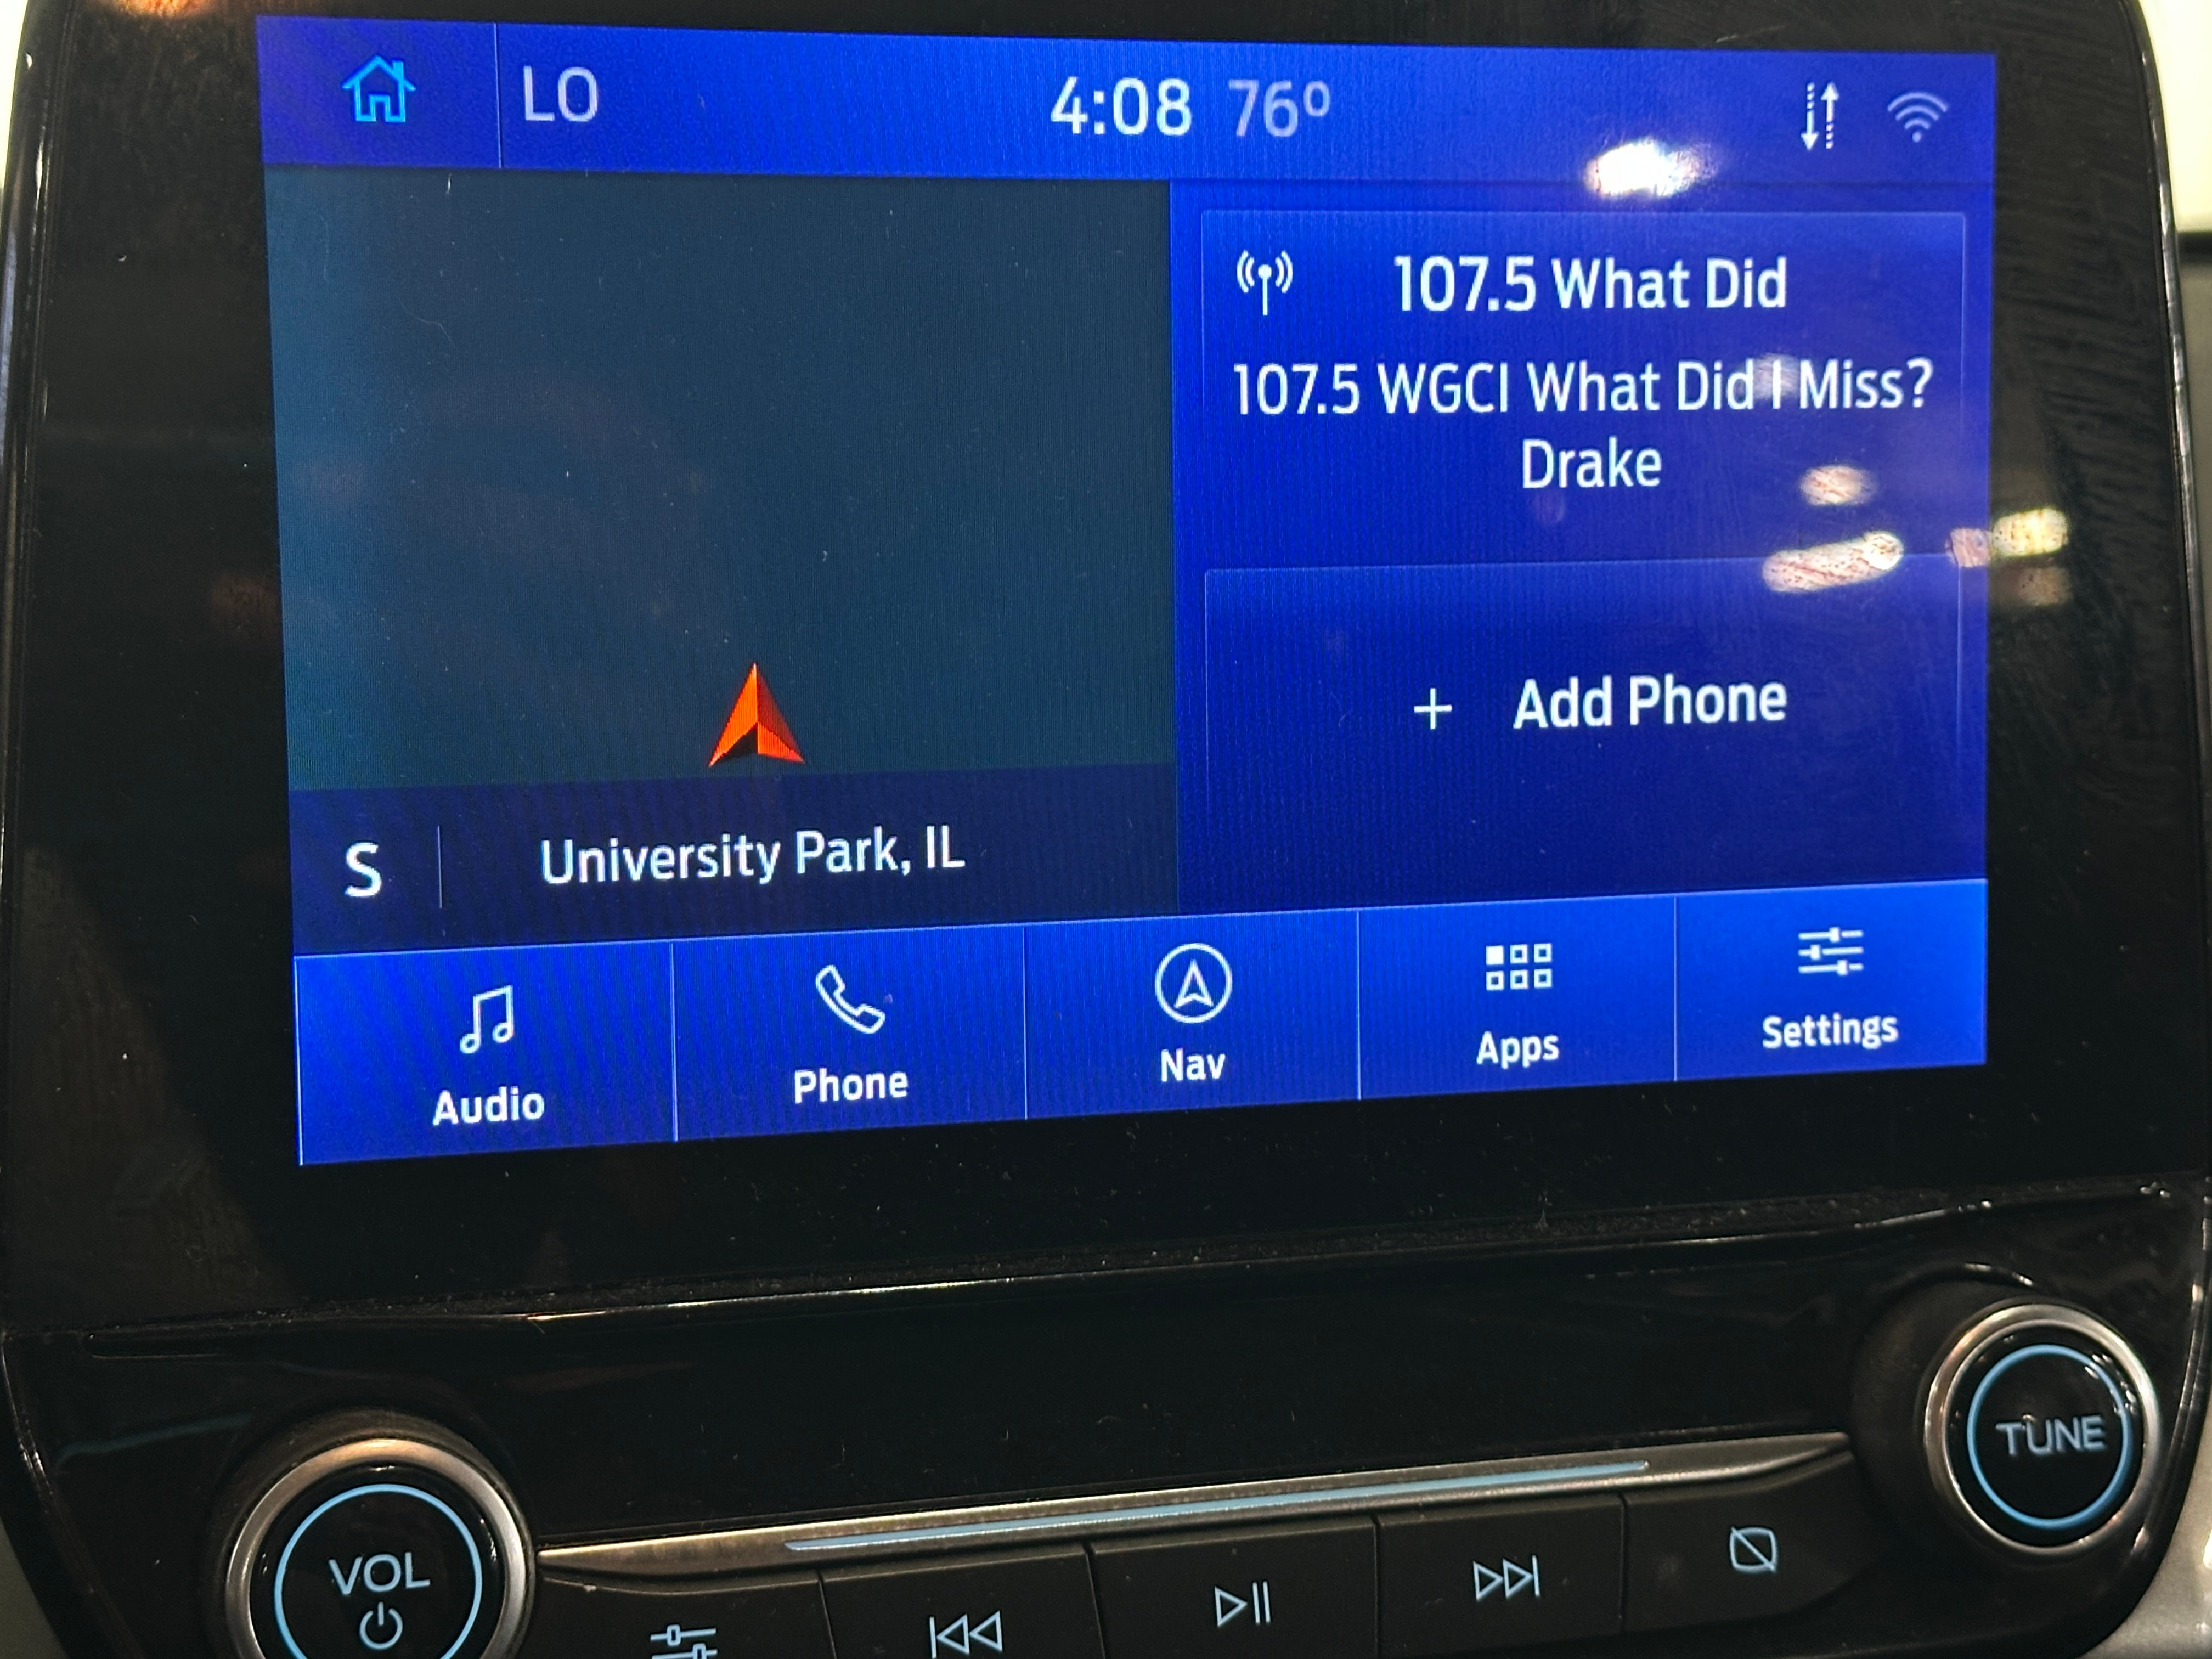 LO
4:08 76°
107.5 What Did
107.5 WGCI What Did I Miss?
Drake
+ Add Phone
S
University Park, IL
Audio
Phone
Nav
Apps
Settings
VOL
TUNE